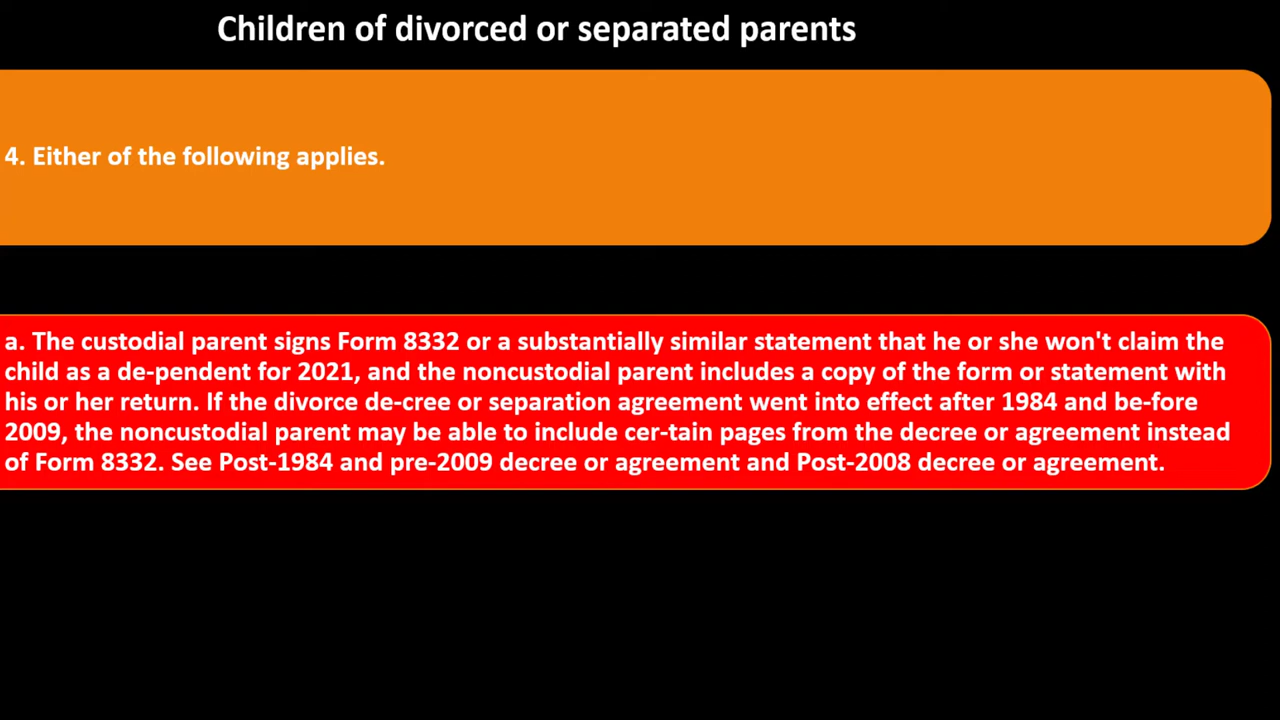 Children of divorced or separated parents
4. Either of the following applies.
a. The custodial parent signs Form 8332 or a substantially similar statement that he or she won't claim the
child as a de-pendent for 2021, and the noncustodial parent includes a copy of the form or statement with
his or her return. If the divorce de-cree or separation agreement went into effect after 1984 and be-fore
2009, the noncustodial parent may be able to include cer-tain pages from the decree or agreement instead
of Form 8332. See Post-1984 and pre-2009 decree or agreement and Post-2008 decree or agreement.